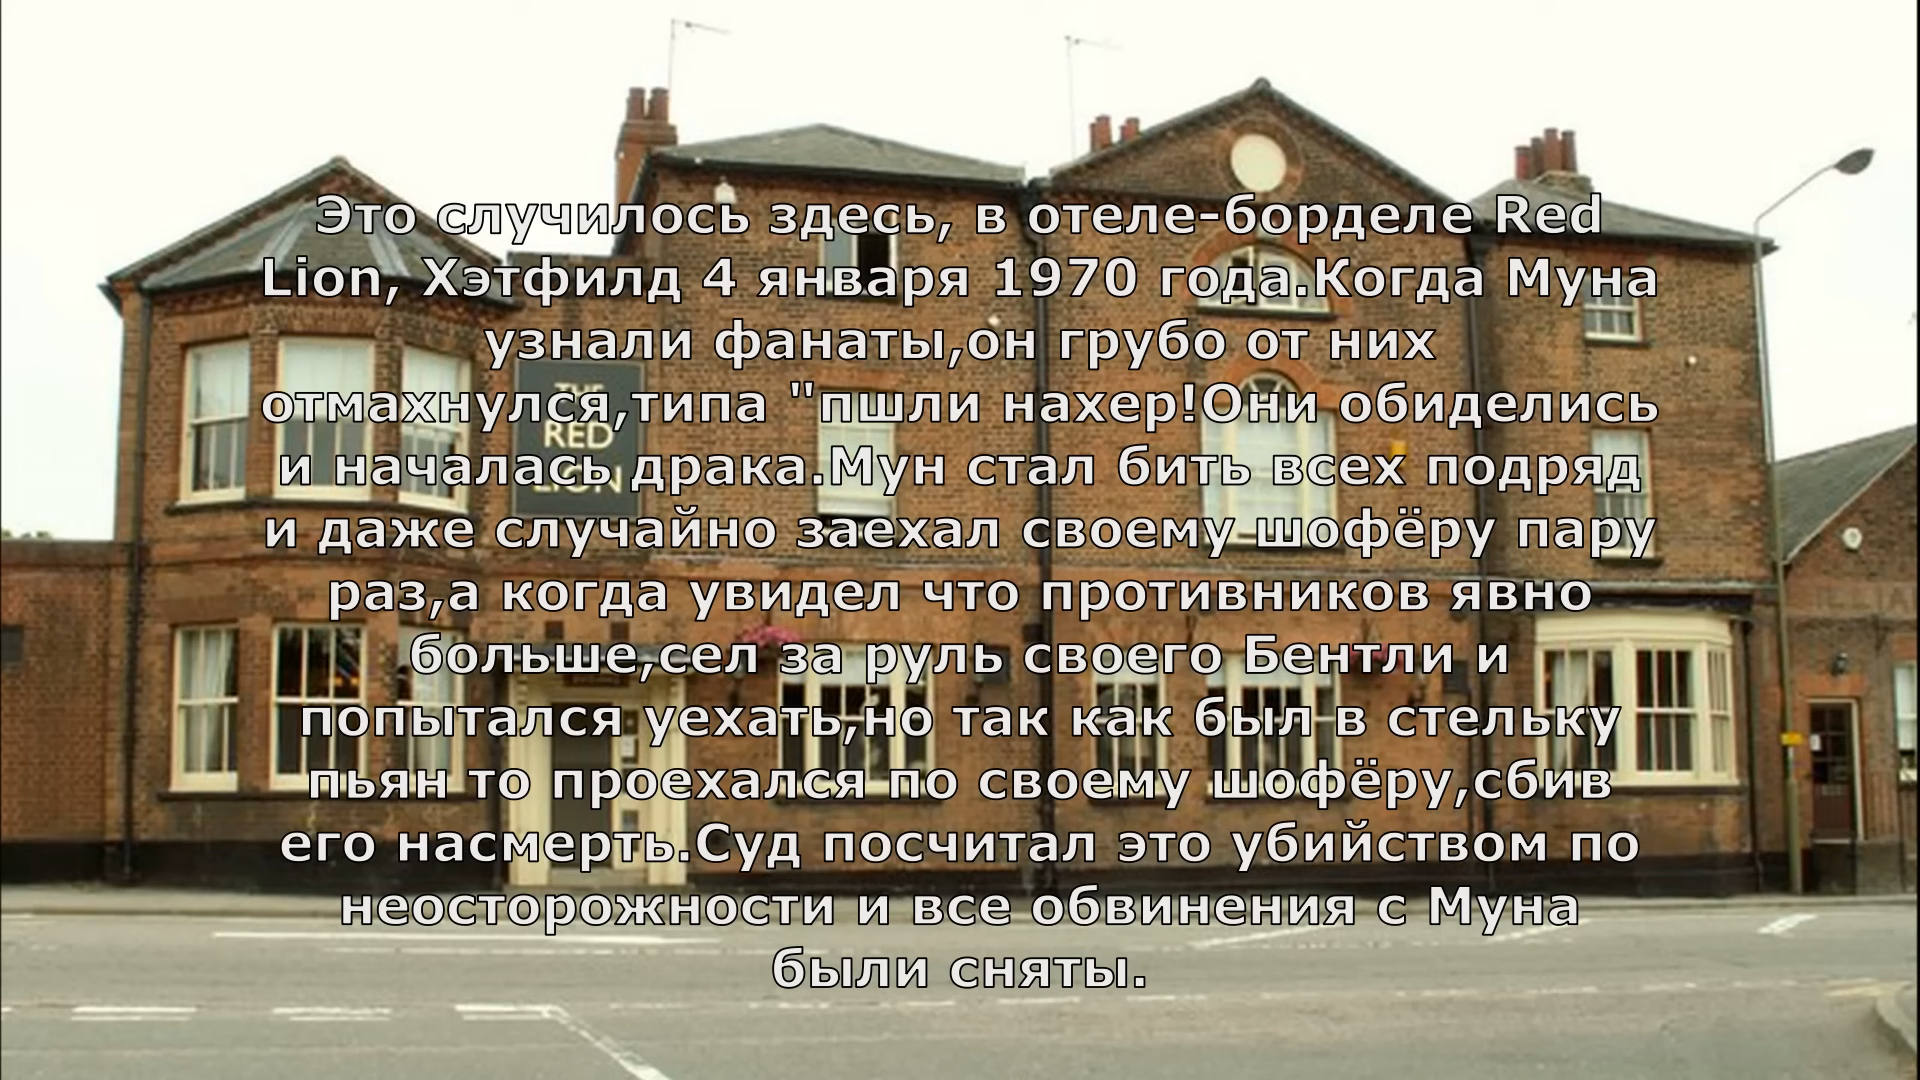 Это случилось здесь, в отеле-борделе Red
Lion, Хэтфилд 4 января 1970 года.Когда Муна
узнали фанаты,он грубо от них
отмахнулся,типа "пшли нахер!Они обиделись
и началась драка.Мун стал бить всех подряд
и даже случайно заехал своему шофёру пару
раз,а когда увидел что противников явно
больше,сел за руль своего Бентли и
попытался уехать,но так как был в стельку
пьян то проехался по своему шофёру,сбив
его насмерть.Суд посчитал это убийством по
неосторожности и все обвинения с Муна
были сняты.
THE
RED
LION